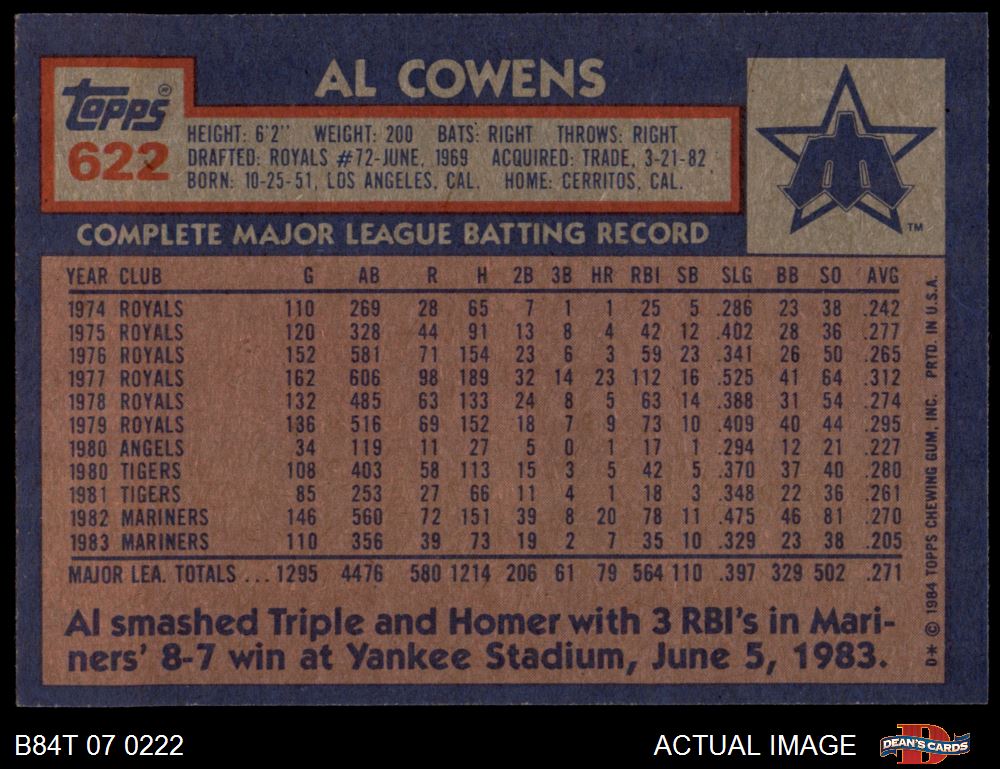 AL COWENS
Topps®
622
HEIGHT: 6'2" WEIGHT: 200 BATS: RIGHT THROWS: RIGHT
DRAFTED: ROYALS #72-JUNE, 1969 ACQUIRED: TRADE, 3-21-82
BORN: 10-25-51, LOS ANGELES, CAL. HOME: CERRITOS, CAL.
TM
COMPLETE MAJOR LEAGUE BATTING RECORD
YEAR CLUB G AB R H 2B 3B HR RBI SB SLG BB SO AVG
1974 ROYALS 110 269 28 65 7 1 1 25 5 .286 23 38 .242
1975 ROYALS 120 328 44 91 13 8 4 42 12 .402 28 36 .277
1976 ROYALS 152 581 71 154 23 6 3 59 23 .341 26 50 .265
1977 ROYALS 162 606 98 189 32 14 23 112 16 .525 41 64 .312
1978 ROYALS 132 485 63 133 24 8 5 63 14 .388 31 54 .274
1979 ROYALS 136 516 69 152 18 7 9 73 10 .409 40 44 .295
1980 ANGELS 34 119 11 27 5 0 1 17 1 .294 12 21 .227
1980 TIGERS 108 403 58 113 15 3 5 42 5 .370 37 40 .280
1981 TIGERS 85 253 27 66 11 4 1 18 3 .348 22 36 .261
1982 MARINERS 146 560 72 151 39 8 20 78 11 .475 46 81 .270
1983 MARINERS 110 356 39 73 19 2 7 35 10 .329 23 38 .205
MAJOR LEA. TOTALS ... 1295 4476 580 1214 206 61 79 564 110 .397 329 502 .271
Al smashed Triple and Homer with 3 RBI's in Mari-
ners' 8-7 win at Yankee Stadium, June 5, 1983.
D* © 1984 TOPPS CHEWING GUM, INC. PRTD. IN U.S.A.
B84T 07 0222
ACTUAL IMAGE
D
DEAN'S CARDS